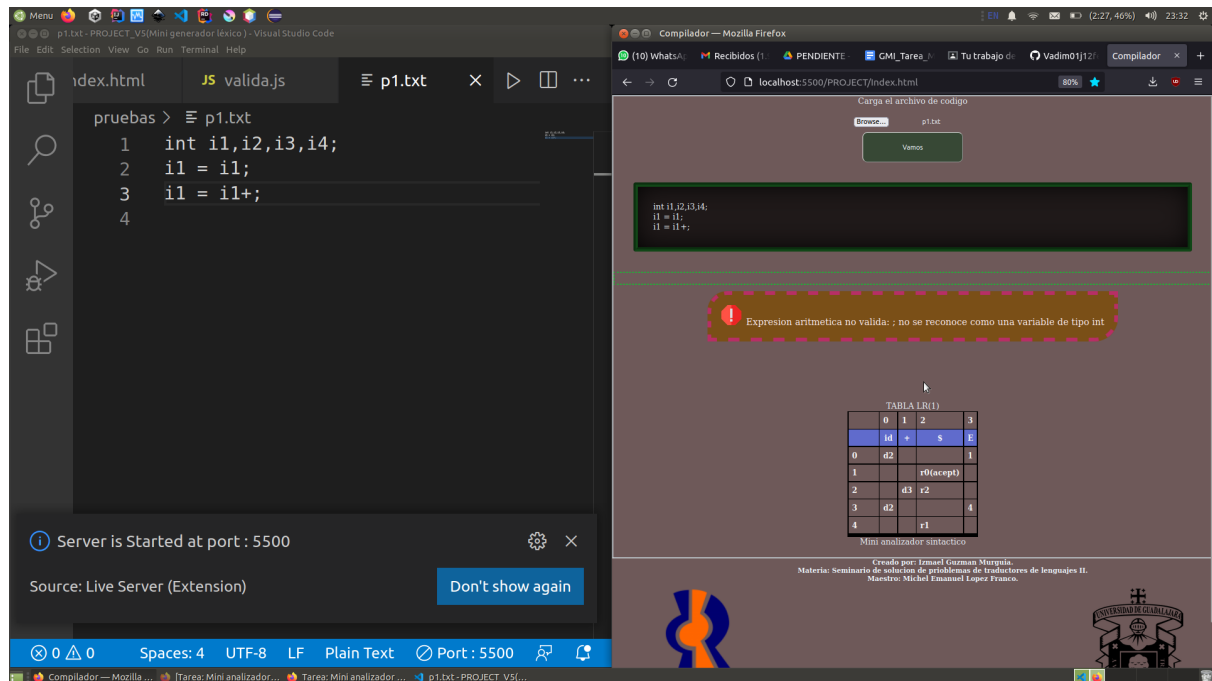 Menu
EN (2:27, 46%) 23:32
p1.txt - PROJECT_V5(Mini generador léxico ) - Visual Studio Code
File Edit Selection View Go Run Terminal Help
ndex.html JS valida.js p1.txt
pruebas > p1.txt
1 int i1,i2,i3,i4;
2 i1 = i1;
3 i1 = i1+;
4
Server is Started at port : 5500
Source: Live Server (Extension)
Don't show again
0 0 Spaces: 4 UTF-8 LF Plain Text Port : 5500
Compilador — Mozilla Firefox
(10) WhatsAp Recibidos (1. PENDIENTE - GMI_Tarea_M Tu trabajo de Vadim01j12f Compilador
localhost:5500/PROJECT/Index.html 80%
Carga el archivo de codigo
Browse... p1.txt
Vamos
int i1,i2,i3,i4;
i1 = i1;
i1 = i1+;
Expresion aritmetica no valida: ; no se reconoce como una variable de tipo int
TABLA LR(1)
0 1 2 3
id + $ E
0 d2 1
1 r0(acept)
2 d3 r2
3 d2 4
4 r1
Mini analizador sintactico
Creado por: Izmael Guzman Murguia.
Materia: Seminario de solucion de prioblemas de traductores de lenguajes II.
Maestro: Michel Emanuel Lopez Franco.
UNIVERSIDAD DE GUADALAJARA
Compilador — Mozilla ... [Tarea: Mini analizador... Tarea: Mini analizador ... p1.txt - PROJECT_V5(...